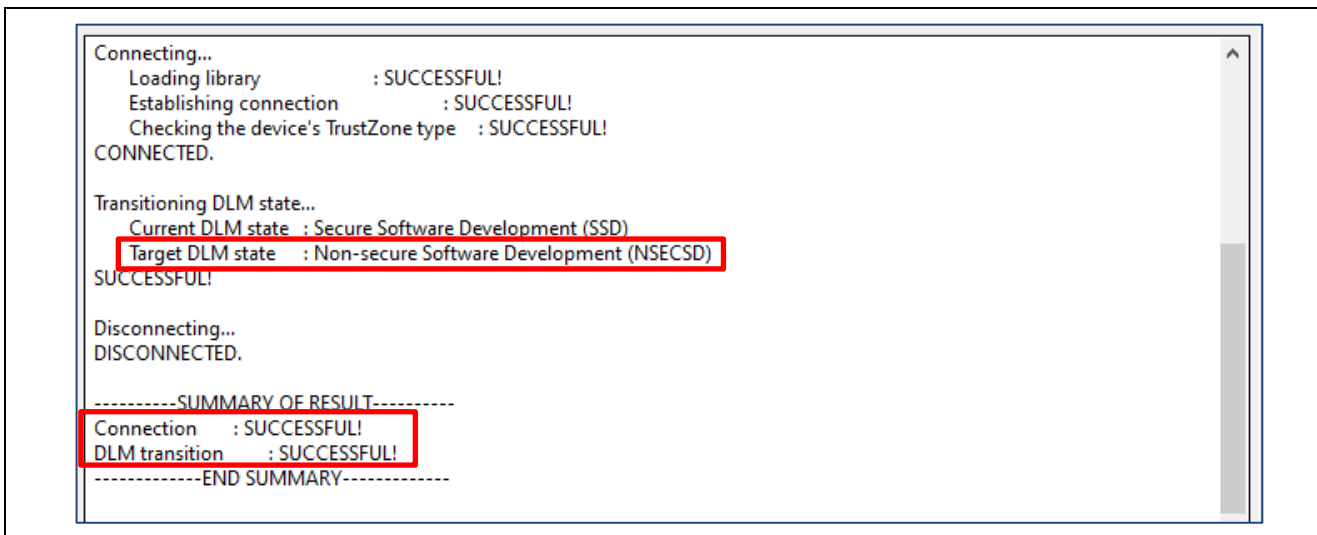 Connecting...
Loading library : SUCCESSFUL!
Establishing connection : SUCCESSFUL!
Checking the device's TrustZone type : SUCCESSFUL!
CONNECTED.
Transitioning DLM state...
Current DLM state : Secure Software Development (SSD)
Target DLM state : Non-secure Software Development (NSECSD)
SUCCESSFUL!
Disconnecting...
DISCONNECTED.
----------SUMMARY OF RESULT----------
Connection : SUCCESSFUL!
DLM transition : SUCCESSFUL!
-------------END SUMMARY-------------